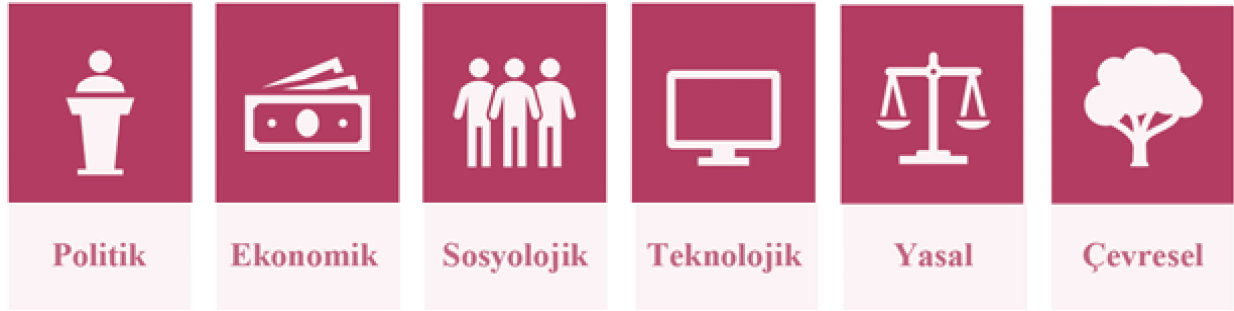 Politik
Ekonomik
Sosyolojik
Teknolojik
Yasal
Çevresel